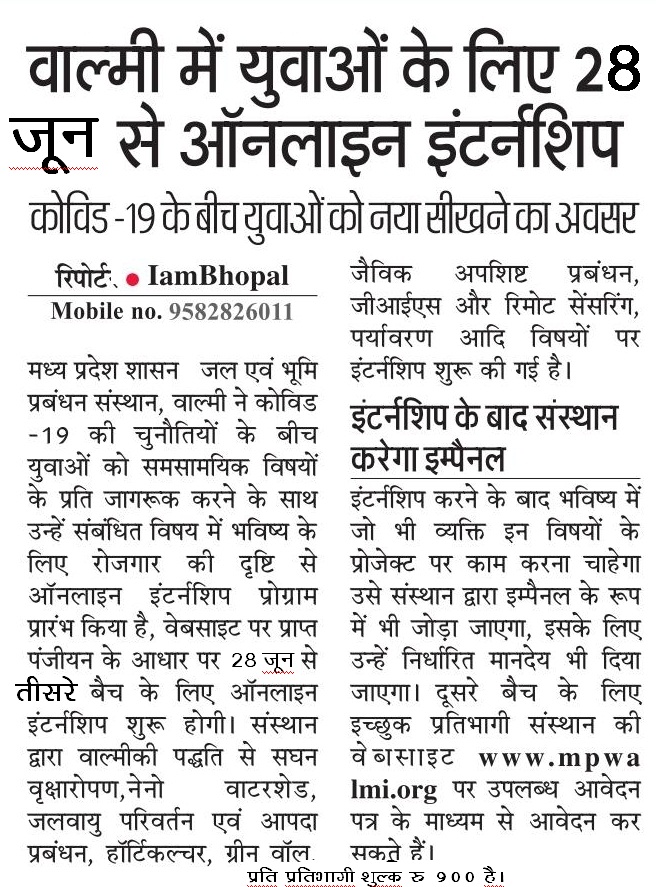 वाल्मी में युवाओं के लिए 28
जून से ऑनलाइन इंटर्नशिप
कोविड -19 के बीच युवाओं को नया सीखने का अवसर
रिपोर्टर ● IamBhopal
Mobile no. 9582826011
मध्य प्रदेश शासन जल एवं भूमि
प्रबंधन संस्थान, वाल्मी ने कोविड
-19 की चुनौतियों के बीच
युवाओं को समसामयिक विषयों
के प्रति जागरूक करने के साथ
उन्हें संबंधित विषय में भविष्य के
लिए रोजगार की दृष्टि से
ऑनलाइन इंटर्नशिप प्रोग्राम
प्रारंभ किया है, वेबसाइट पर प्राप्त
पंजीयन के आधार पर 28 जून से
तीसरे बैच के लिए ऑनलाइन
इंटर्नशिप शुरू होगी। संस्थान
द्वारा वाल्मीकी पद्धति से सघन
वृक्षारोपण,नेनो वाटरशेड,
जलवायु परिवर्तन एवं आपदा
प्रबंधन, हॉर्टिकल्चर, ग्रीन वॉल.
जैविक अपशिष्ट प्रबंधन,
जीआईएस और रिमोट सेंसरिंग,
पर्यावरण आदि विषयों पर
इंटर्नशिप शुरू की गई है।
इंटर्नशिप के बाद संस्थान
करेगा इम्पैनल
इंटर्नशिप करने के बाद भविष्य में
जो भी व्यक्ति इन विषयों के
प्रोजेक्ट पर काम करना चाहेगा
उसे संस्थान द्वारा इम्पैनल के रूप
में भी जोड़ा जाएगा, इसके लिए
उन्हें निर्धारित मानदेय भी दिया
जाएगा। दूसरे बैच के लिए
इच्छुक प्रतिभागी संस्थान की
वेबासाइट www.mpwa
lmi.org पर उपलब्ध आवेदन
पत्र के माध्यम से आवेदन कर
सकते हैं।
प्रति प्रतिभागी शुल्क रु 900 है।